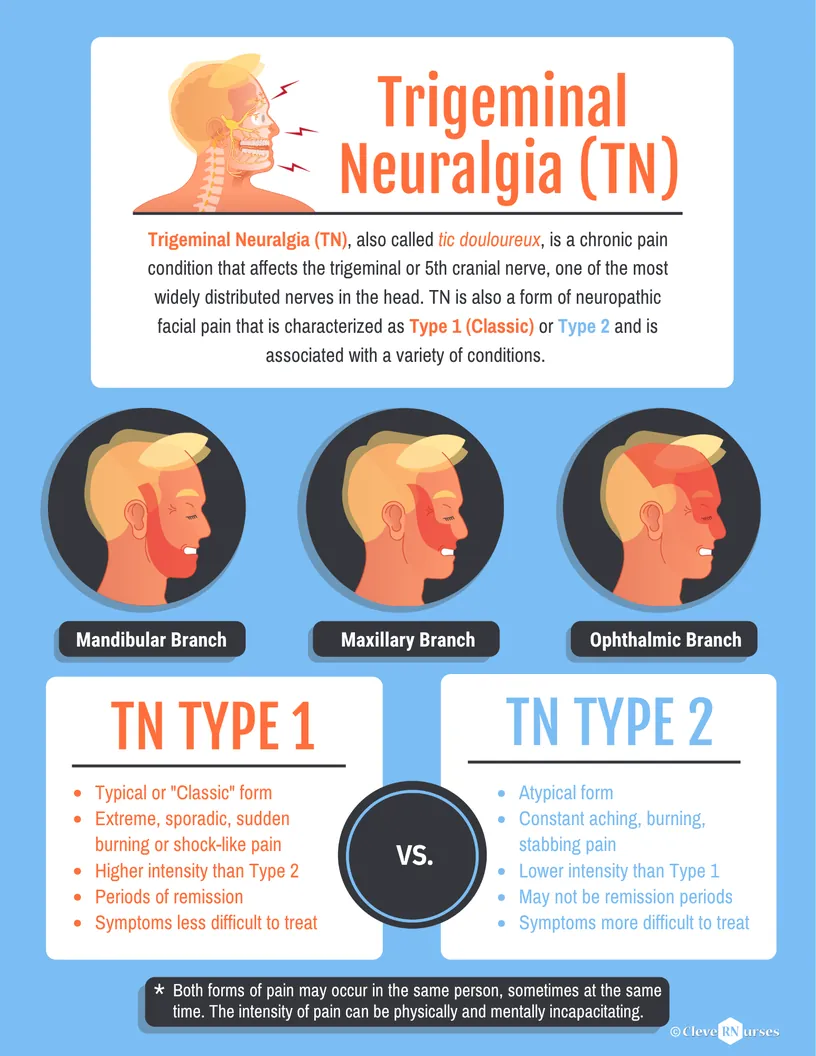 Trigeminal
Neuralgia (TN)
Trigeminal Neuralgia (TN), also called tic douloureux, is a chronic pain
condition that affects the trigeminal or 5th cranial nerve, one of the most
widely distributed nerves in the head. TN is also a form of neuropathic
facial pain that is characterized as Type 1 (Classic) or Type 2 and is
associated with a variety of conditions.
Mandibular Branch
Maxillary Branch
Ophthalmic Branch
TN TYPE 1
• Typical or "Classic" form
• Extreme, sporadic, sudden
burning or shock-like pain
• Higher intensity than Type 2
• Periods of remission
• Symptoms less difficult to treat
VS.
TN TYPE 2
• Atypical form
• Constant aching, burning,
stabbing pain
• Lower intensity than Type 1
• May not be remission periods
• Symptoms more difficult to treat
* Both forms of pain may occur in the same person, sometimes at the same
time. The intensity of pain can be physically and mentally incapacitating.
©CleveRNurses